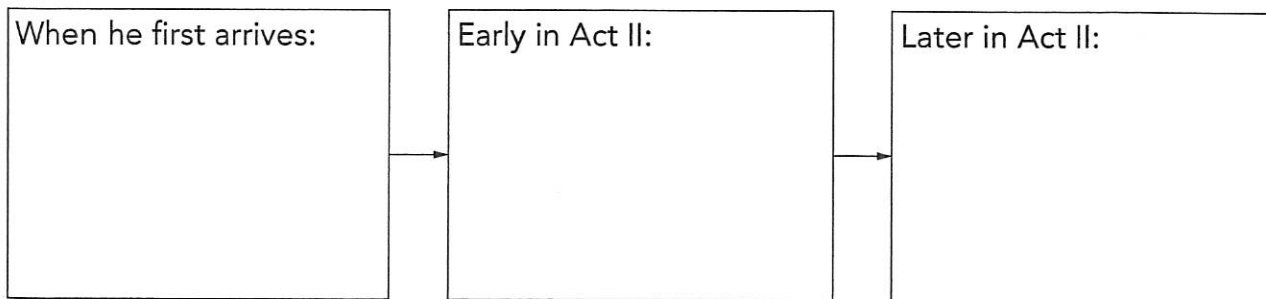 When he first arrives:
Early in Act II:
Later in Act II: